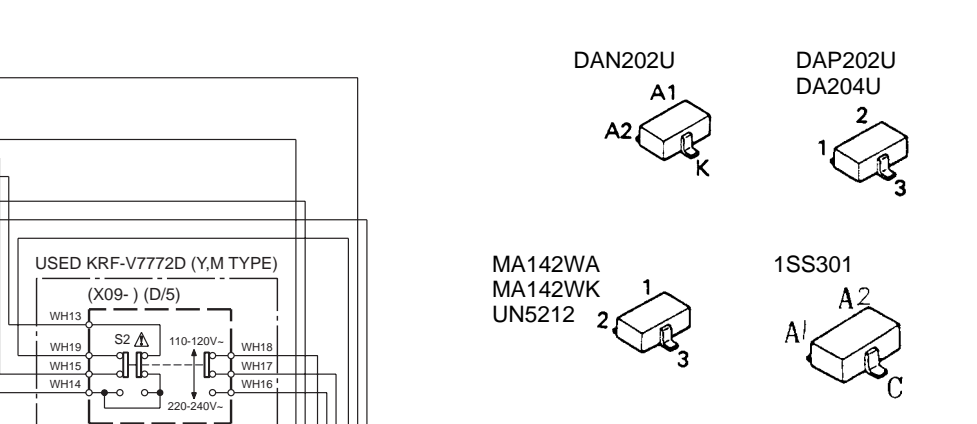 DAN202U
A1
A2
K
DAP202U
DA204U
2
1
3
USED KRF-V7772D (Y,M TYPE)
(X09- ) (D/5)
WH13
S2
110-120V~
WH19
WH18
WH15
WH17
WH14
WH16
220-240V~
MA142WA
MA142WK
UN5212
1
2
3
1SS301
A2
A1
C